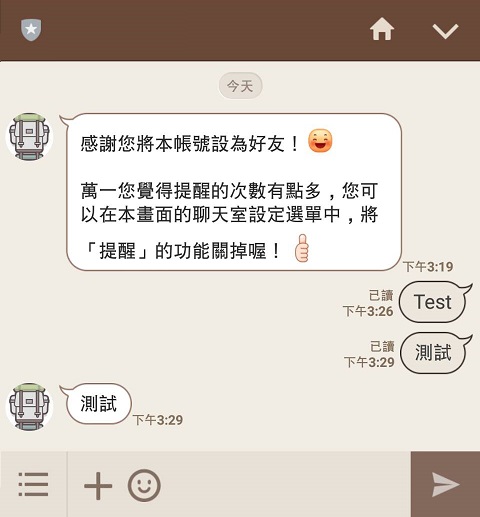 今天
感謝您將本帳號設為好友！
萬一您覺得提醒的次數有點多，您可
以在本畫面的聊天室設定選單中，將
「提醒」的功能關掉喔！
下午3:19
已讀
下午3:26
Test
已讀
下午3:29
測試
測試
下午3:29